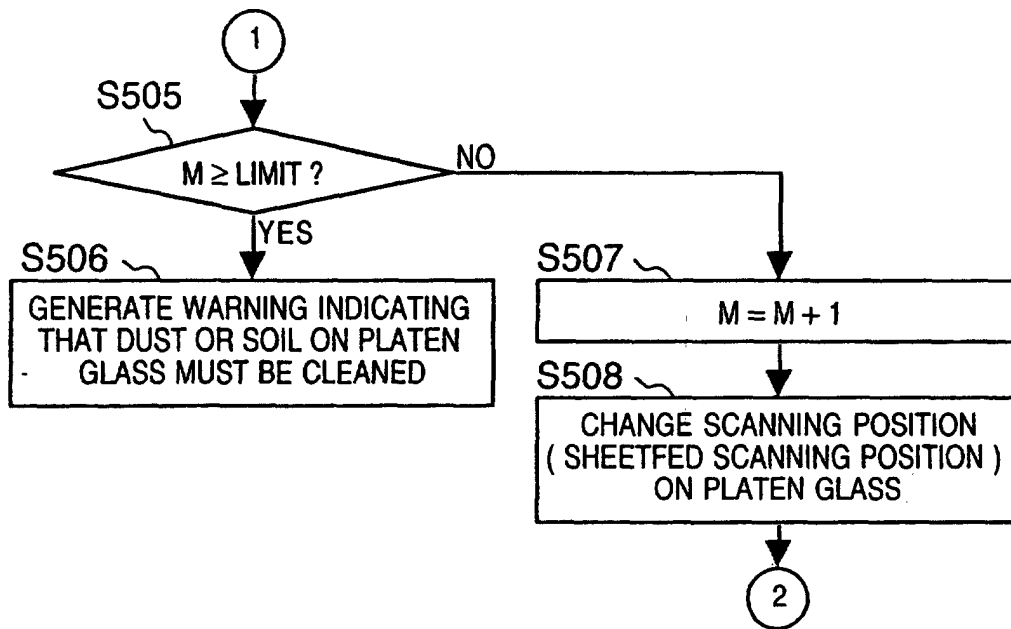 1
S505
M ≥ LIMIT ?
NO
YES
S506
GENERATE WARNING INDICATING
THAT DUST OR SOIL ON PLATEN
GLASS MUST BE CLEANED
S507
M = M + 1
S508
CHANGE SCANNING POSITION
( SHEETFED SCANNING POSITION )
ON PLATEN GLASS
2